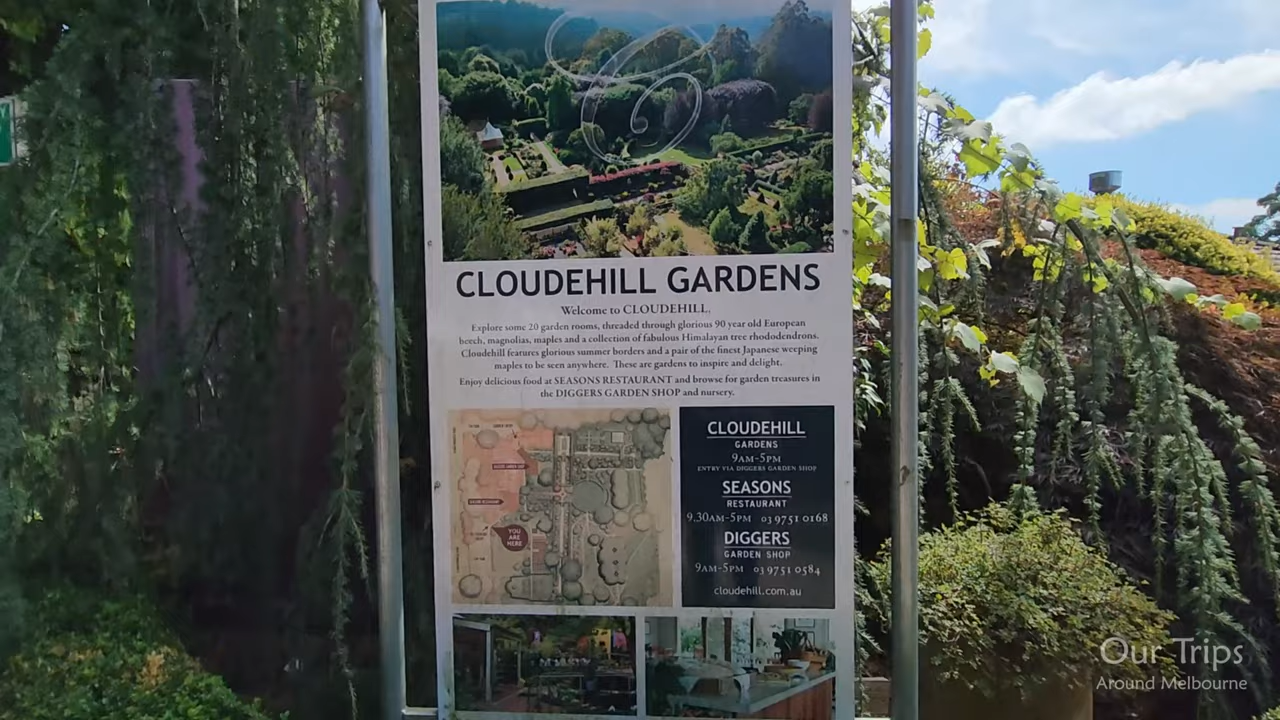 CLOUDEHILL GARDENS
Welcome to CLOUDEHILL.
Explore some 20 garden rooms, threaded through glorious 90 year old European
beech, magnolias, maples and a collection of fabulous Himalayan tree rhododendrons.
Cloudehill features glorious summer borders and a pair of the finest Japanese weeping
maples to be seen anywhere. These are gardens to inspire and delight.
Enjoy delicious food at SEASONS RESTAURANT and browse for garden treasures in
the DIGGERS GARDEN SHOP and nursery.
YOU
ARE
HERE
CLOUDEHILL
GARDENS
9AM-5PM
ENTRY VIA DIGGERS GARDEN SHOP
SEASONS
RESTAURANT
9.30AM-5PM 03 9751 0168
DIGGERS
GARDEN SHOP
9AM-5PM 03 9751 0584
cloudehill.com.au
Our Trips
Around Melbourne